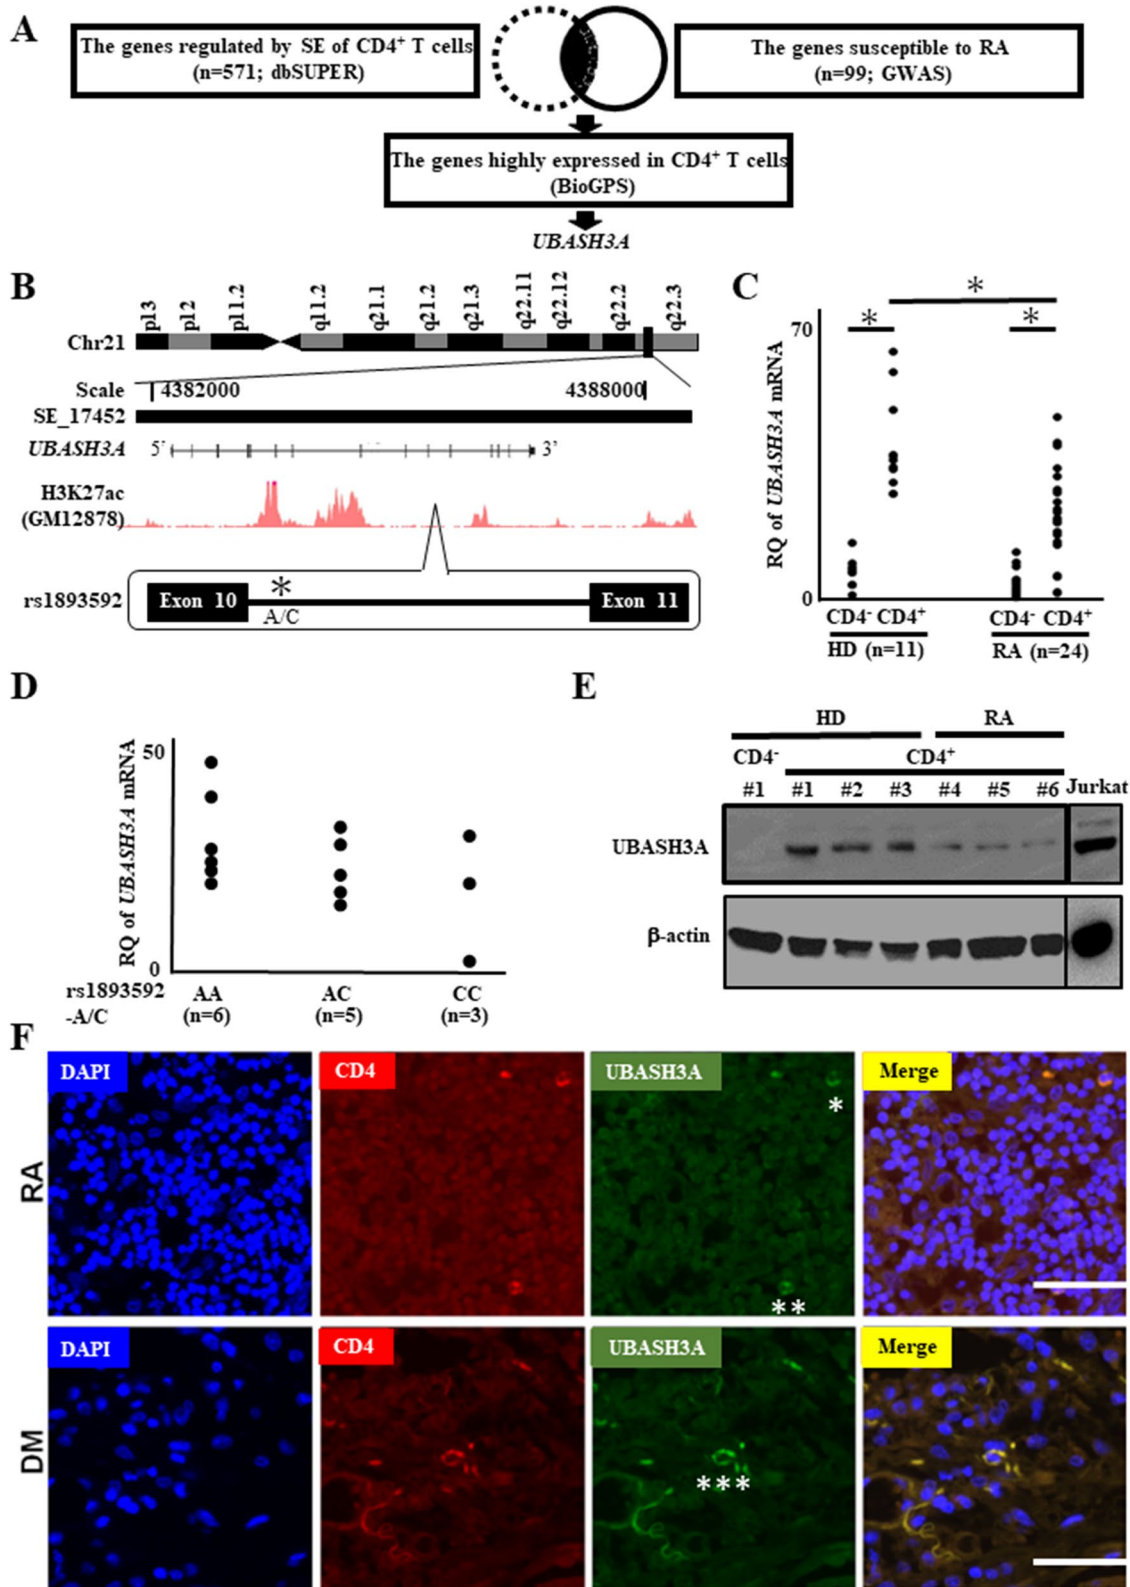 A
The genes regulated by SE of CD4+ T cells
(n=571; dbSUPER)
The genes susceptible to RA
(n=99; GWAS)
The genes highly expressed in CD4+ T cells
(BioGPS)
UBASH3A
B
p13
p12
p11.2
q11.2
q21.1
q21.2
q21.3
q22.11
q22.12
q22.2
q22.3
Chr21
Scale
4382000
4388000
SE_17452
UBASH3A
5’
3’
H3K27ac
(GM12878)
rs1893592
Exon 10
*
A/C
Exon 11
C
RQ of UBASH3A mRNA
70
0
*
*
*
CD4- CD4+
HD (n=11)
CD4- CD4+
RA (n=24)
D
RQ of UBASH3A mRNA
50
0
rs1893592
-A/C
AA
(n=6)
AC
(n=5)
CC
(n=3)
E
HD
RA
CD4-
CD4+
#1
#1
#2
#3
#4
#5
#6
Jurkat
UBASH3A
β-actin
F
RA
DAPI
CD4
UBASH3A
*
**
Merge
DM
DAPI
CD4
UBASH3A
***
Merge